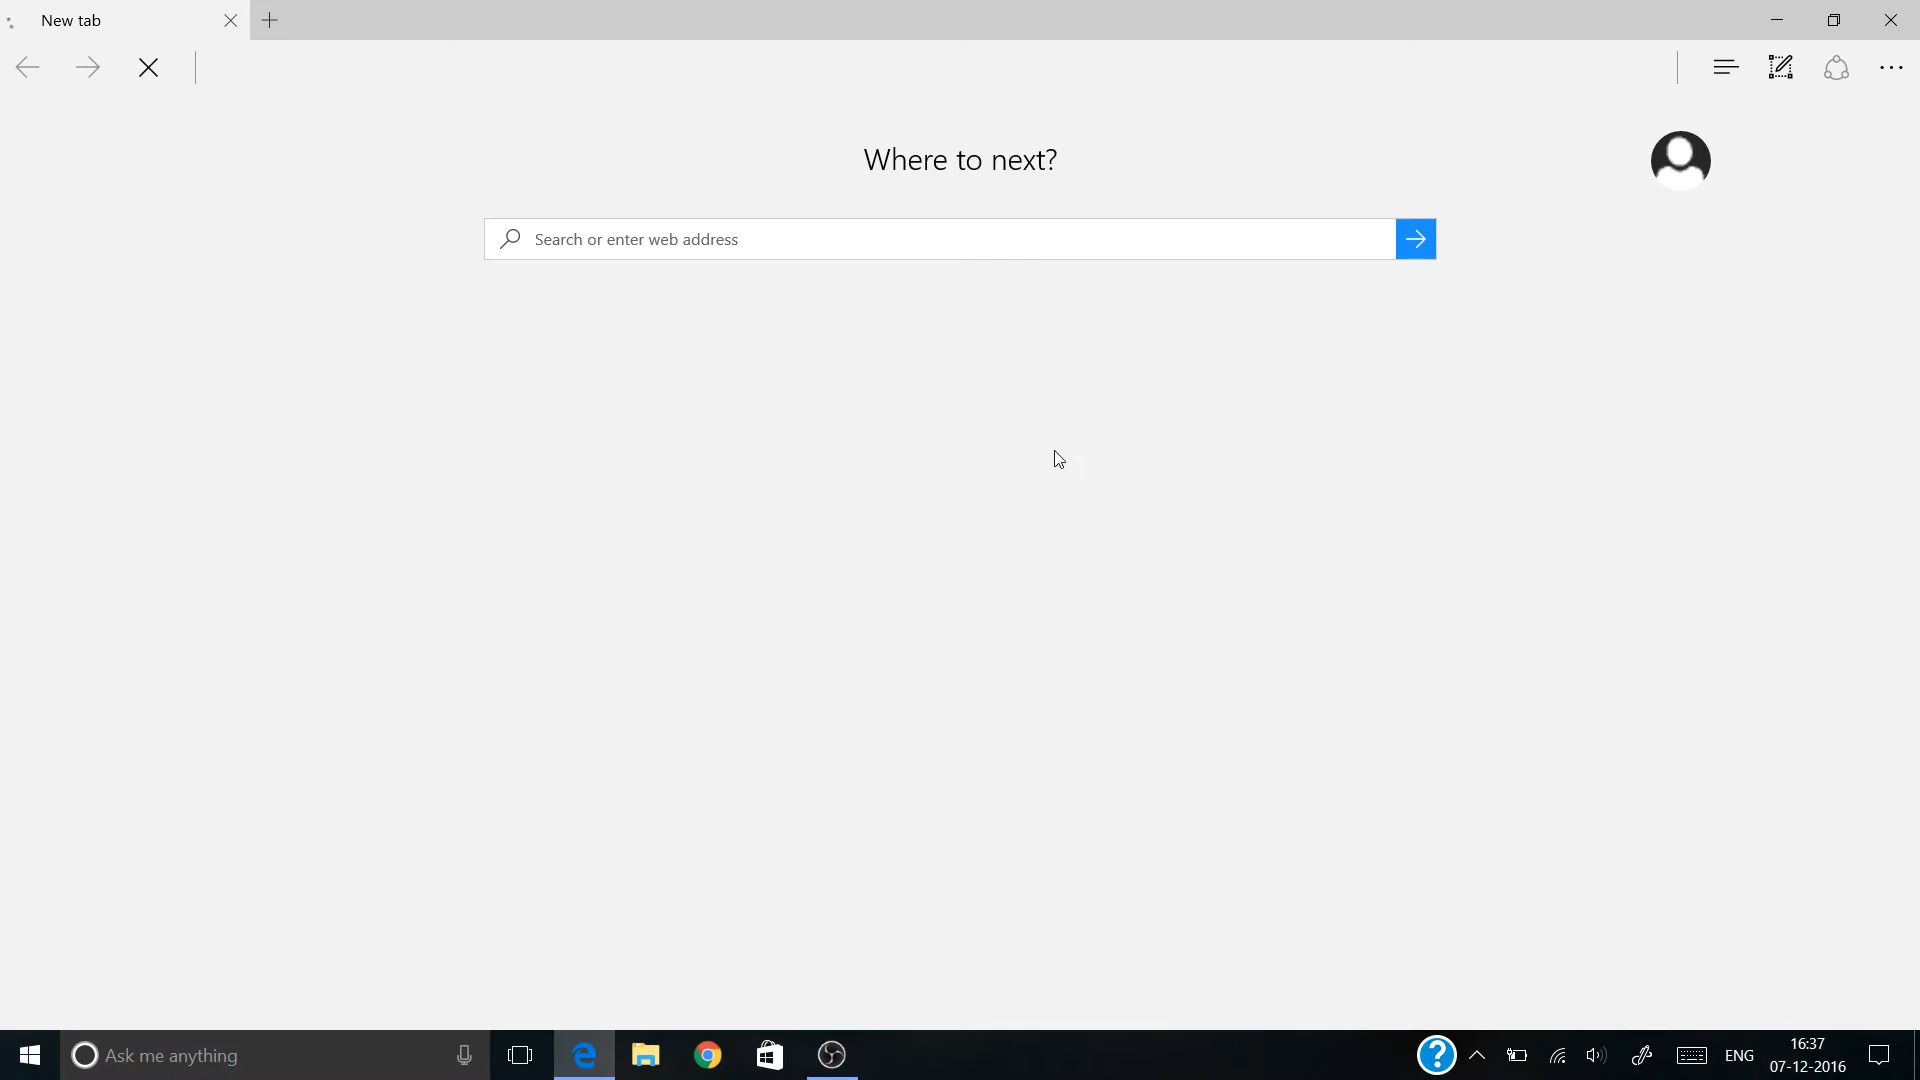 New tab
Where to next?
Search or enter web address
Ask me anything
ENG
16:37
07-12-2016